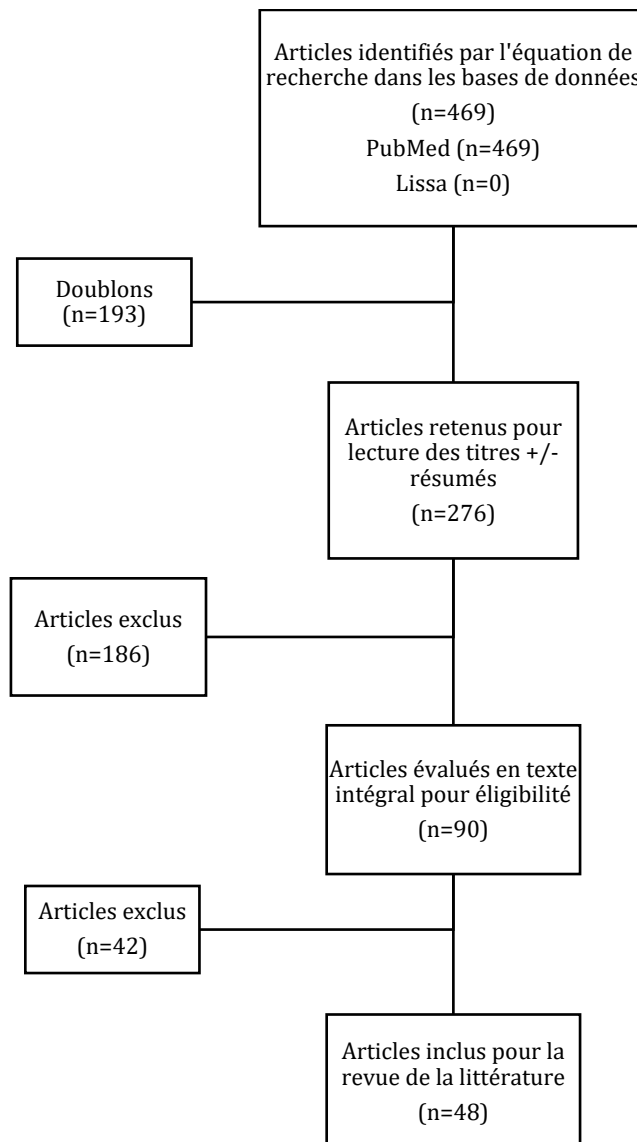 Articles identifiés par l'équation de
recherche dans les bases de données
(n=469)
PubMed (n=469)
Lissa (n=0)
Doublons
(n=193)
Articles retenus pour
lecture des titres +/-
résumés
(n=276)
Articles exclus
(n=186)
Articles évalués en texte
intégral pour éligibilité
(n=90)
Articles exclus
(n=42)
Articles inclus pour la
revue de la littérature
(n=48)